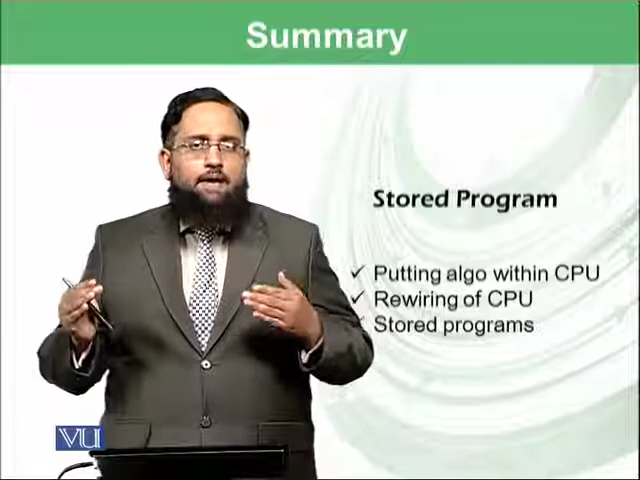 Summary
Stored Program
✓ Putting algo within CPU
✓ Rewiring of CPU
✓ Stored programs
VU